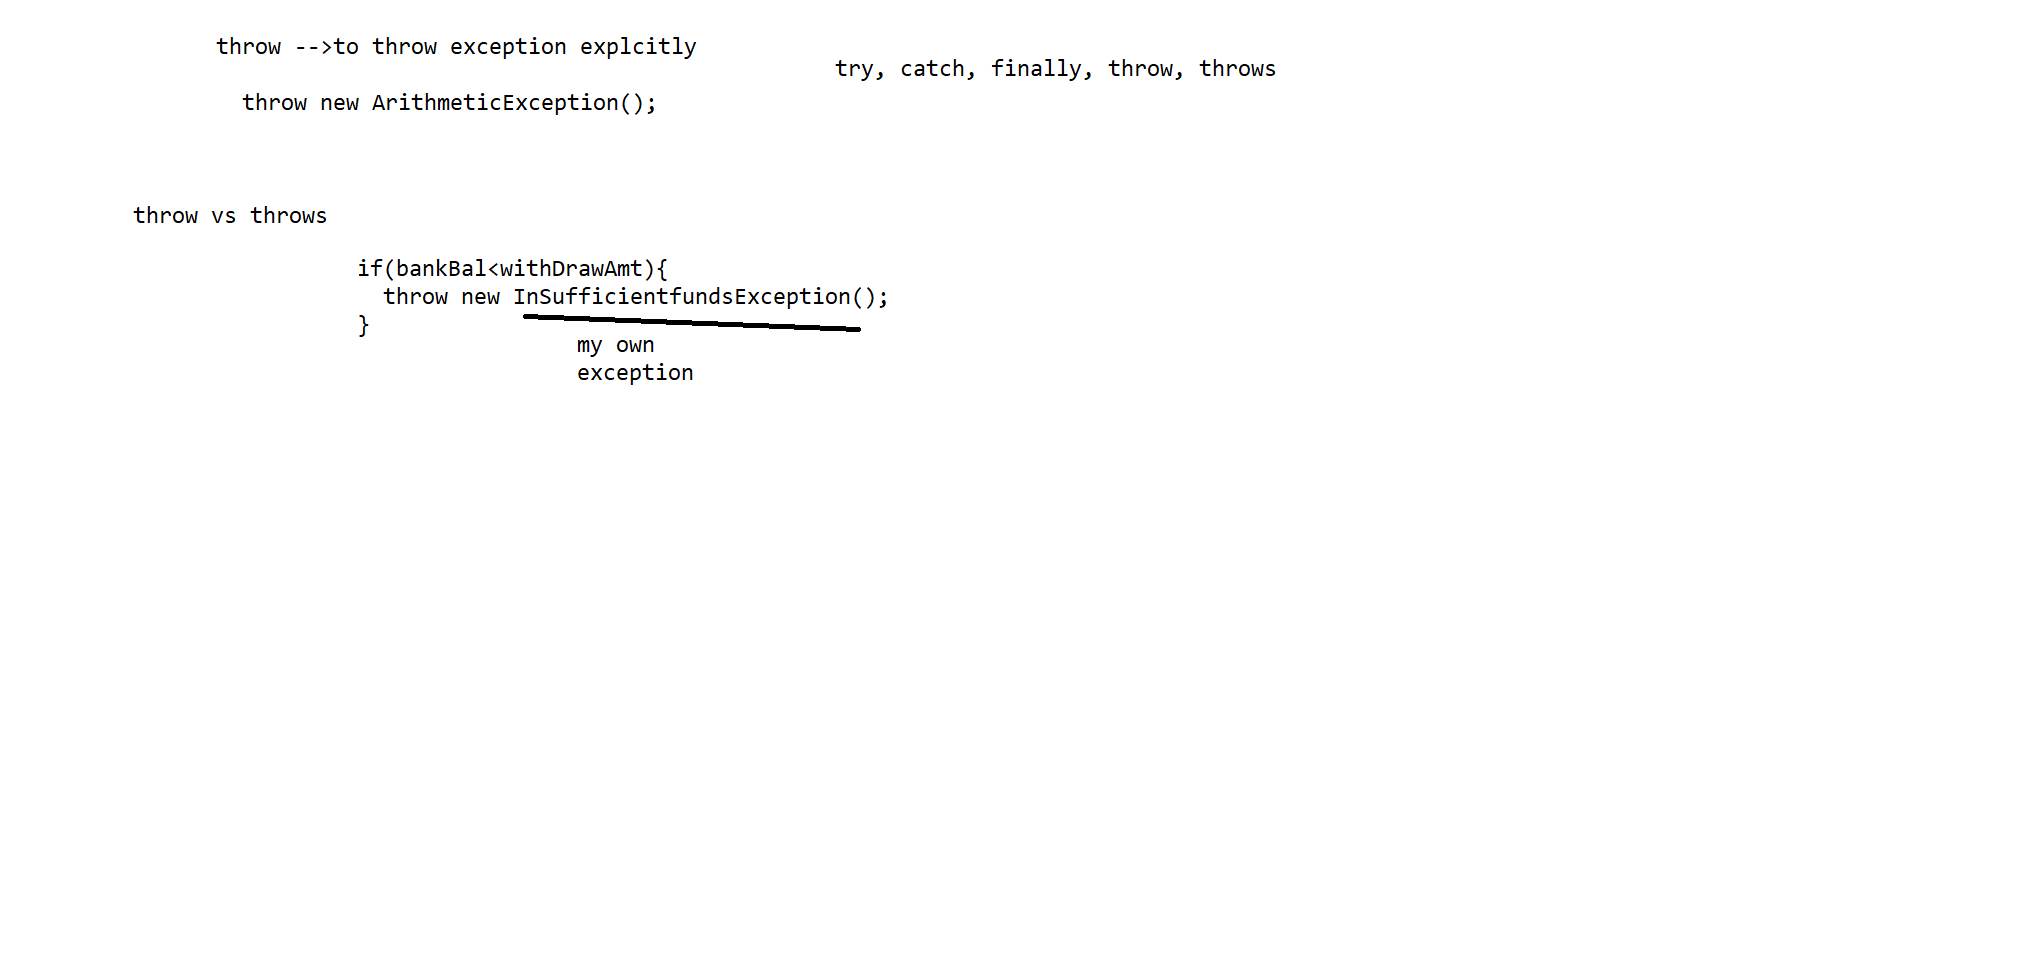 throw -->to throw exception explcitly
try, catch, finally, throw, throws
throw new ArithmeticException();
throw vs throws
if(bankBal<withDrawAmt){
throw new InSufficientfundsException();
}
my own
exception